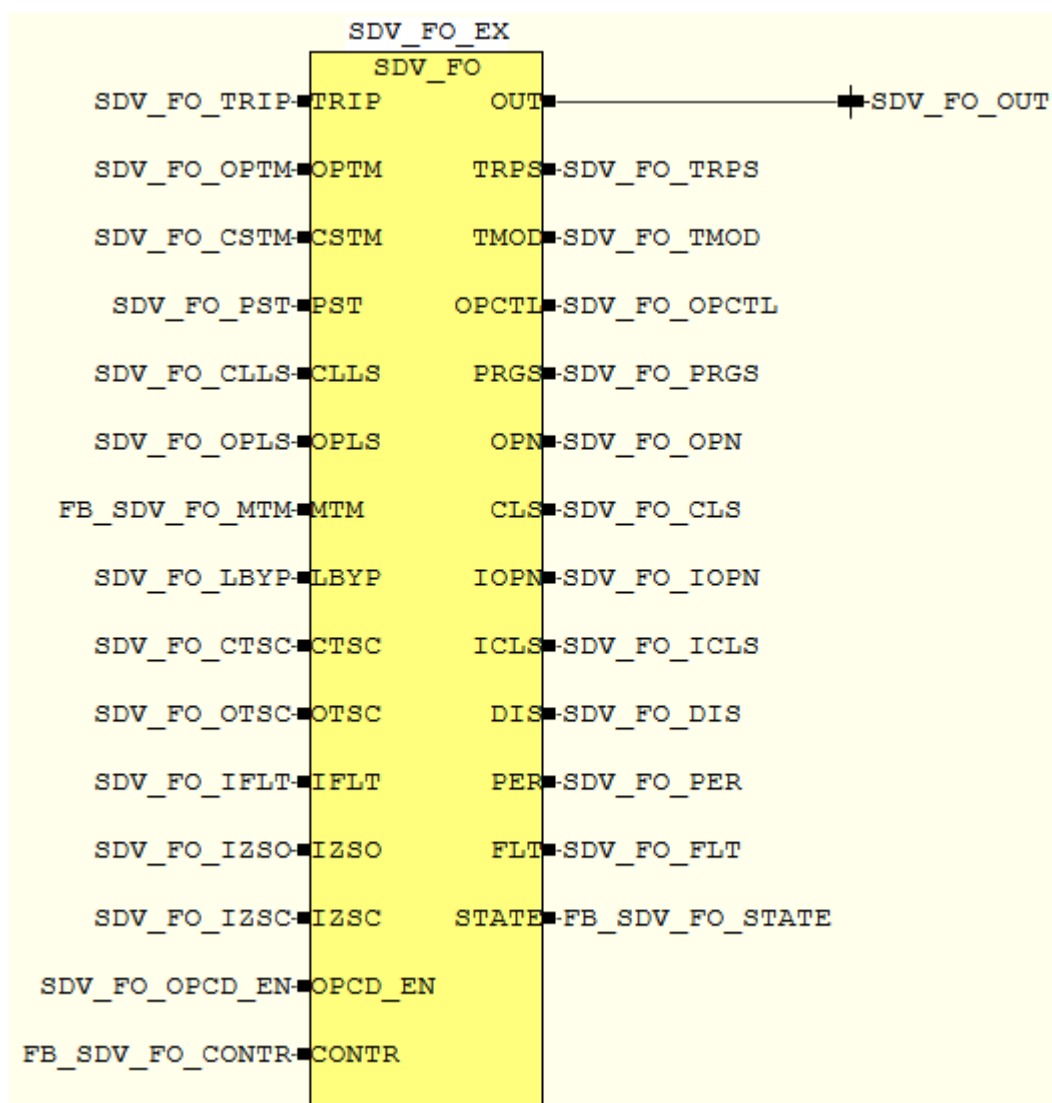 SDV_FO_EX
SDV_FO
SDV_FO_TRIP TRIP OUT SDV_FO_OUT
SDV_FO_OPTM OPTM TRPS SDV_FO_TRPS
SDV_FO_CSTM CSTM TMOD SDV_FO_TMOD
SDV_FO_PST PST OPCTL SDV_FO_OPCTL
SDV_FO_CLLS CLLS PRGS SDV_FO_PRGS
SDV_FO_OPLS OPLS OPN SDV_FO_OPN
FB_SDV_FO_MTM MTM CLS SDV_FO_CLS
SDV_FO_LBYP LBYP IOPN SDV_FO_IOPN
SDV_FO_CTSC CTSC ICLS SDV_FO_ICLS
SDV_FO_OTSC OTSC DIS SDV_FO_DIS
SDV_FO_IFLT IFLT PER SDV_FO_PER
SDV_FO_IZSO IZSO FLT SDV_FO_FLT
SDV_FO_IZSC IZSC STATE FB_SDV_FO_STATE
SDV_FO_OPCD_EN OPCD_EN
FB_SDV_FO_CONTR CONTR